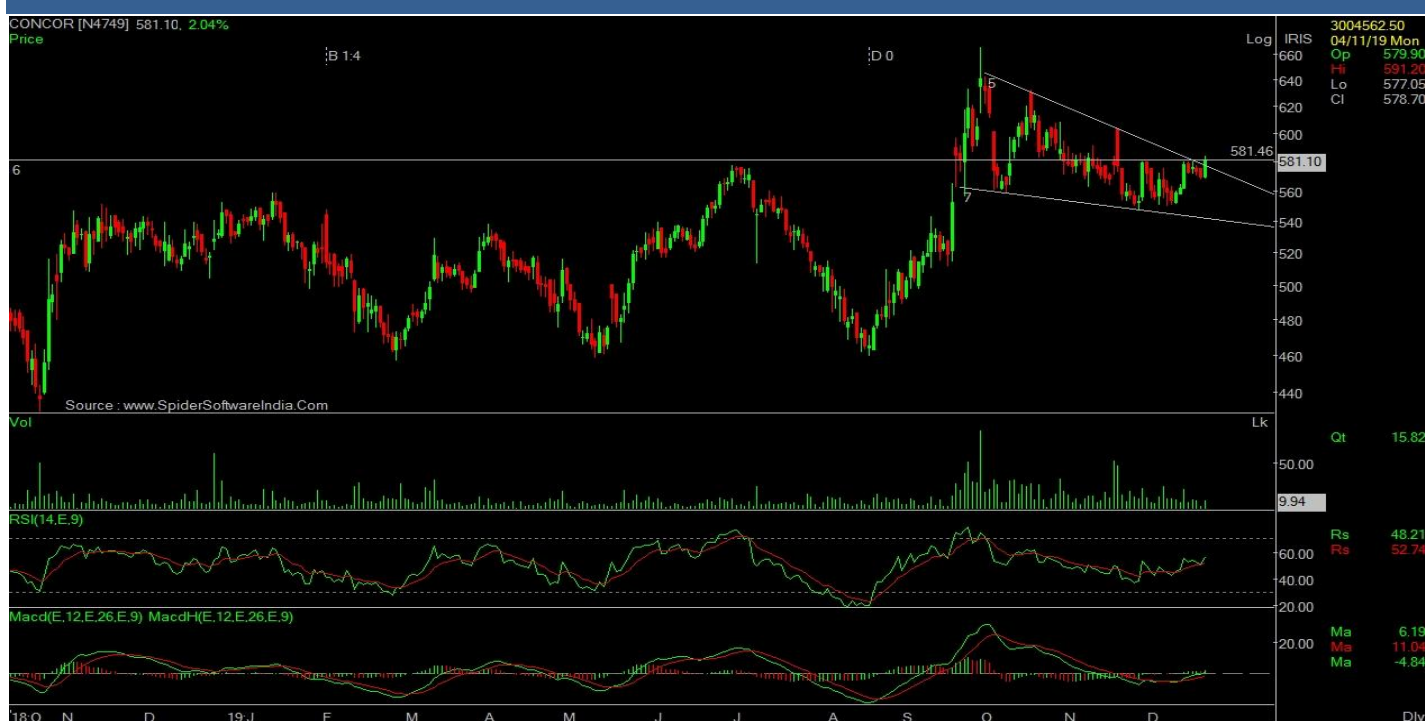 CONCOR [N4749] 581.10, 2.04%
Price
B 1:4
D 0
Log
IRIS
3004562.50
04/11/19 Mon
Op 579.90
Hi 591.20
Lo 577.05
Cl 578.70
660
640
620
600
581.46
581.10
560
540
520
500
480
460
440
5
6
7
Source : www.SpiderSoftwareIndia.Com
Vol
Lk
Qt 15.82
50.00
9.94
RSI(14,E,9)
Rs 48.21
Rs 52.74
60.00
40.00
20.00
Macd(E,12,E,26,E,9) MacdH(E,12,E,26,E,9)
Ma 6.19
Ma 11.04
Ma -4.84
20.00
'18:O N D 19:J F M A M J J A S O N D Dly